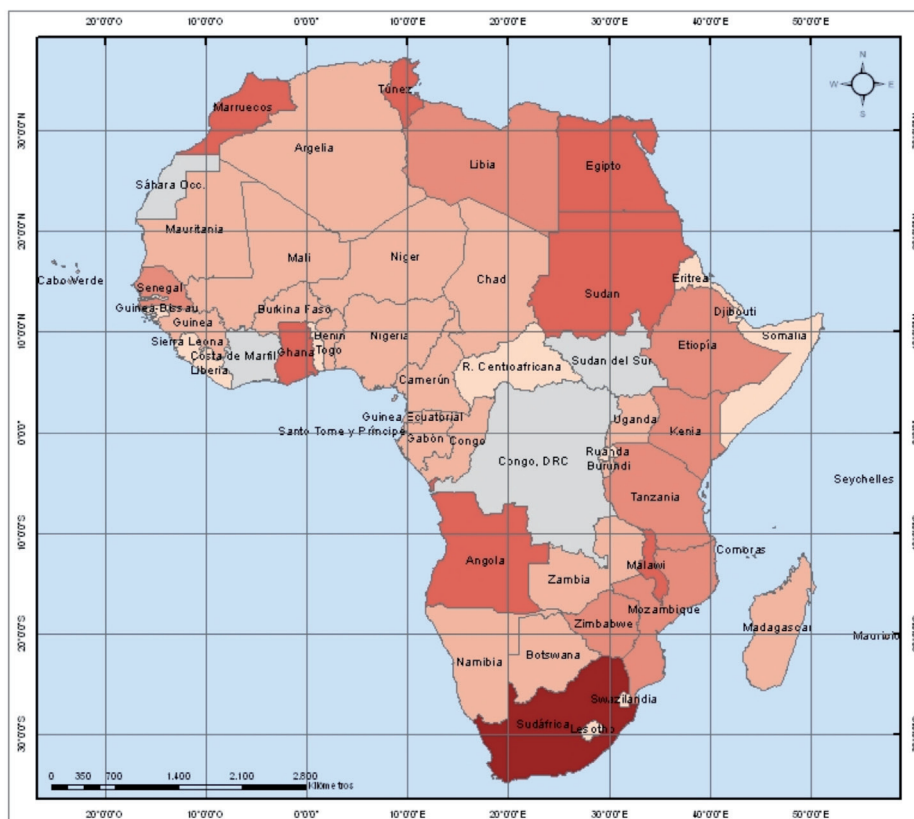 20°0'0"O 10°0'0"O 0°0'0" 10°0'0"E 20°0'0"E 30°0'0"E 40°0'0"E 50°0'0"E
N
W E
S
Túnez
Marruecos
30°0'0"N
Argelia
Libia
Egipto
Sáhara Occ.
20°0'0"N
Mauritania
Mali
Niger
Chad
Cabo Verde
Eritrea
Senegal
Sudan
Guinea-Bissau
Burkina Faso
Djibouti
Guinea
10°0'0"N
Benin
Nigeria
Somalia
Sierra Leona
Etiopía
Costa de Marfil
Ghana
Togo
Sudan del Sur
Liberia
R. Centroafricana
Camerún
Guinea Ecuatorial
Uganda
Santo Tome y Príncipe
Kenia
0°0'0"
Gabón
Congo
Ruanda
Congo, DRC
Burundi
Seychelles
Tanzania
10°0'0"S
Comoras
Angola
Malawi
Zambia
Mozambique
Zimbabwe
Madagascar
Mauricio
20°0'0"S
Botswana
Namibia
Swazilandia
Sudáfrica
Lesotho
30°0'0"S
0 350 700 1.400 2.100 2.800
Kilómetros
20°0'0"O 10°0'0"O 0°0'0" 10°0'0"E 20°0'0"E 30°0'0"E 40°0'0"E 50°0'0"E